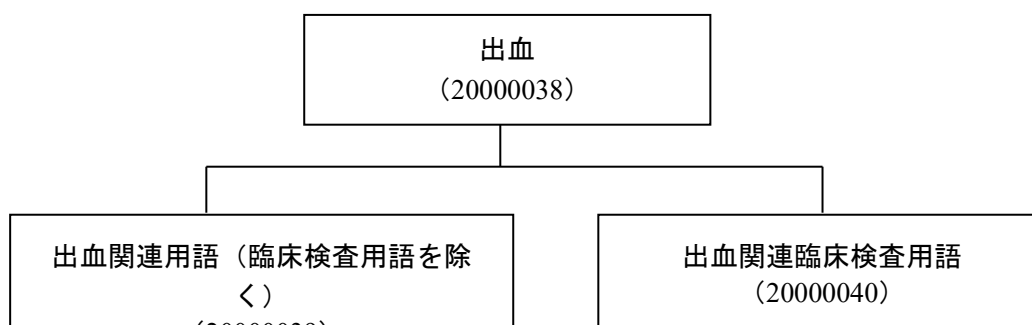 出血
（20000038）
出血関連用語（臨床検査用語を除
く）
出血関連臨床検査用語
（20000040）